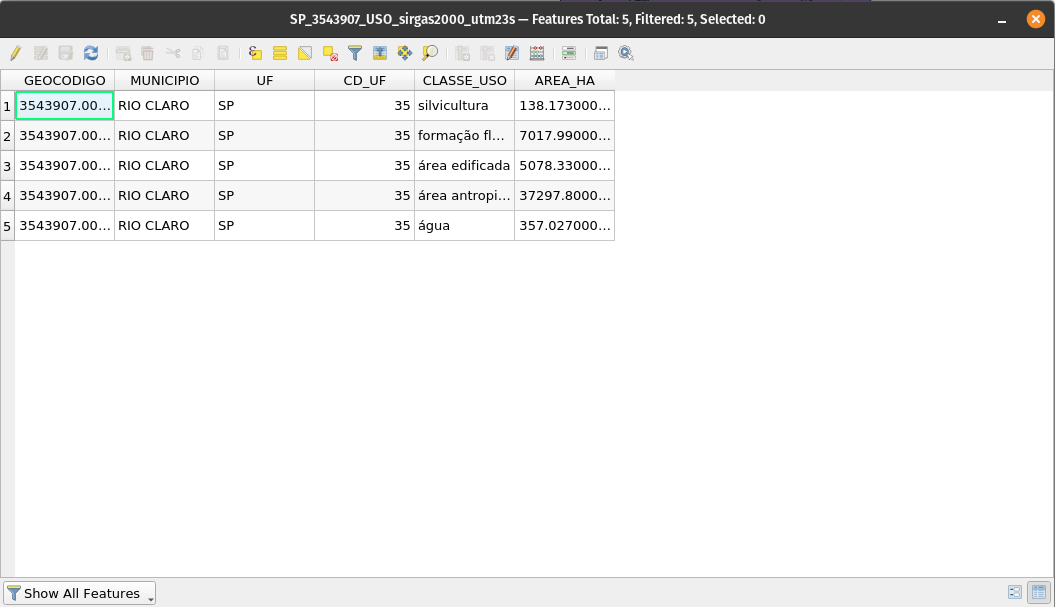 SP_3543907_USO_sirgas2000_utm23s — Features Total: 5, Filtered: 5, Selected: 0
GEOCODIGO MUNICIPIO UF CD_UF CLASSE_USO AREA_HA
1 3543907.00... RIO CLARO SP 35 silvicultura 138.173000...
2 3543907.00... RIO CLARO SP 35 formação fl... 7017.99000...
3 3543907.00... RIO CLARO SP 35 área edificada 5078.33000...
4 3543907.00... RIO CLARO SP 35 área antropi... 37297.8000...
5 3543907.00... RIO CLARO SP 35 água 357.027000...
Show All Features